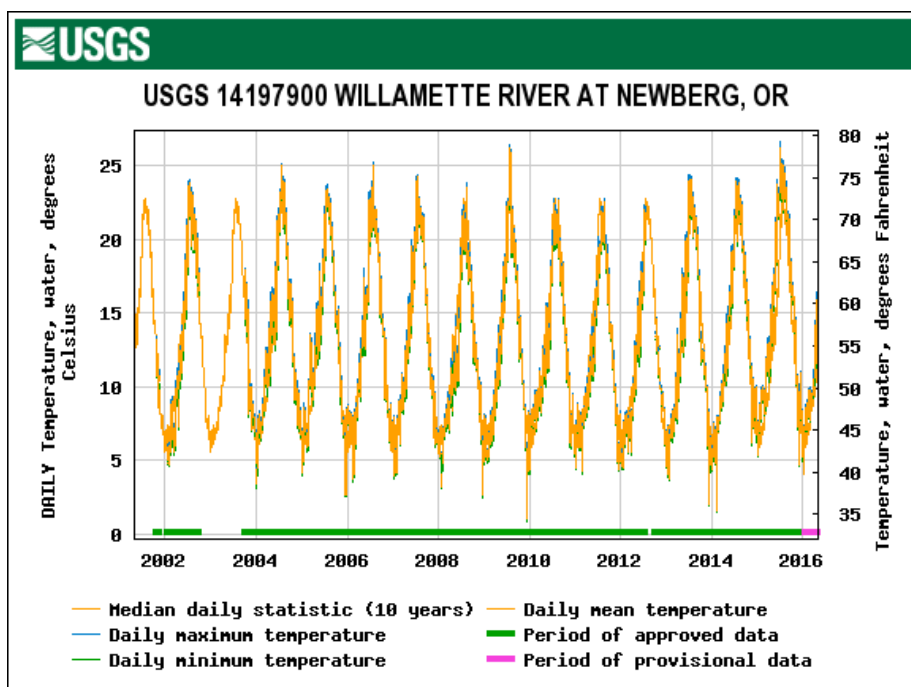 USGS
USGS 14197900 WILLAMETTE RIVER AT NEWBERG, OR
DAILY Temperature, water, degrees
Celsius
25
20
15
10
5
0
80
75
70
65
60
55
50
45
40
35
Temperature, water, degrees Fahrenheit
2002 2004 2006 2008 2010 2012 2014 2016
Median daily statistic (10 years) Daily mean temperature
Daily maximum temperature Period of approved data
Daily minimum temperature Period of provisional data